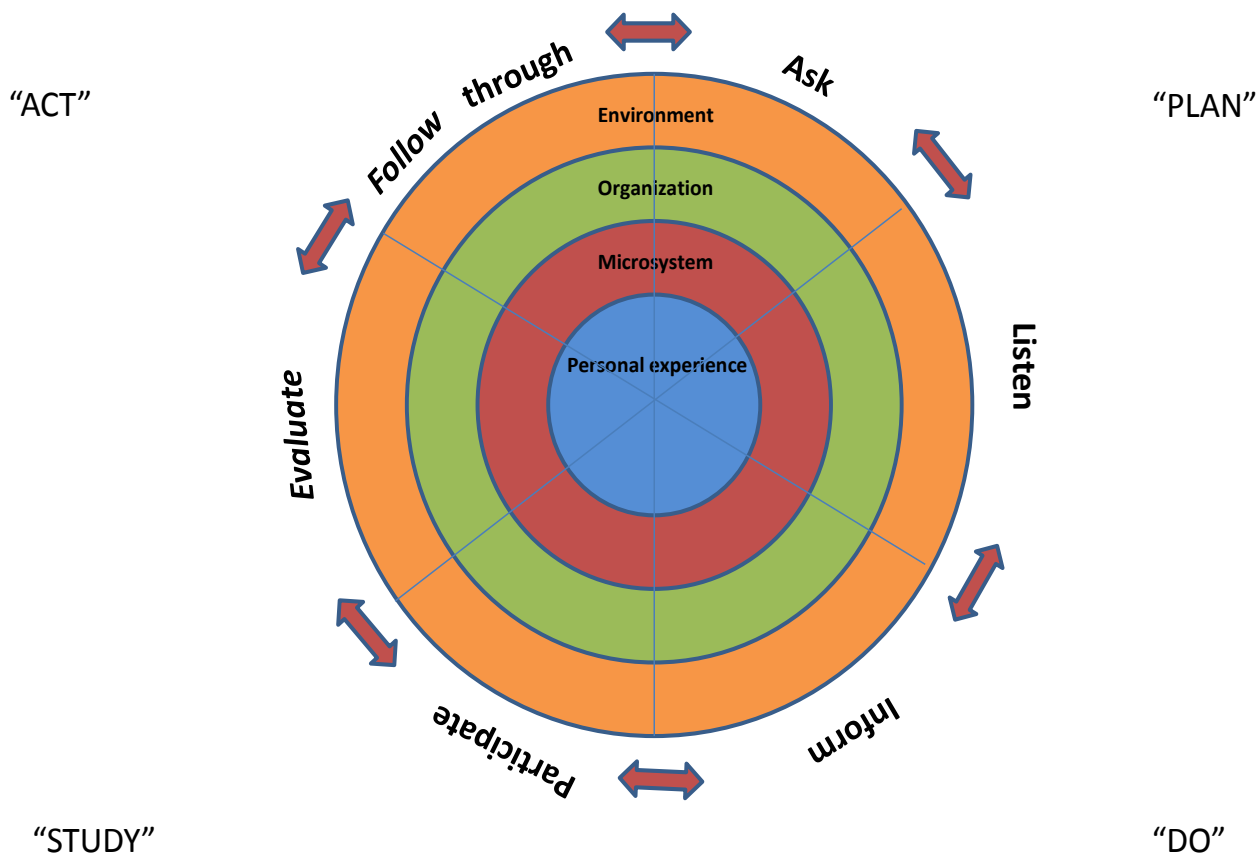 “ACT”
Follow through
Ask
“PLAN”
Environment
Organization
Microsystem
Personal experience
Listen
Evaluate
Inform
Participate
“STUDY”
“DO”